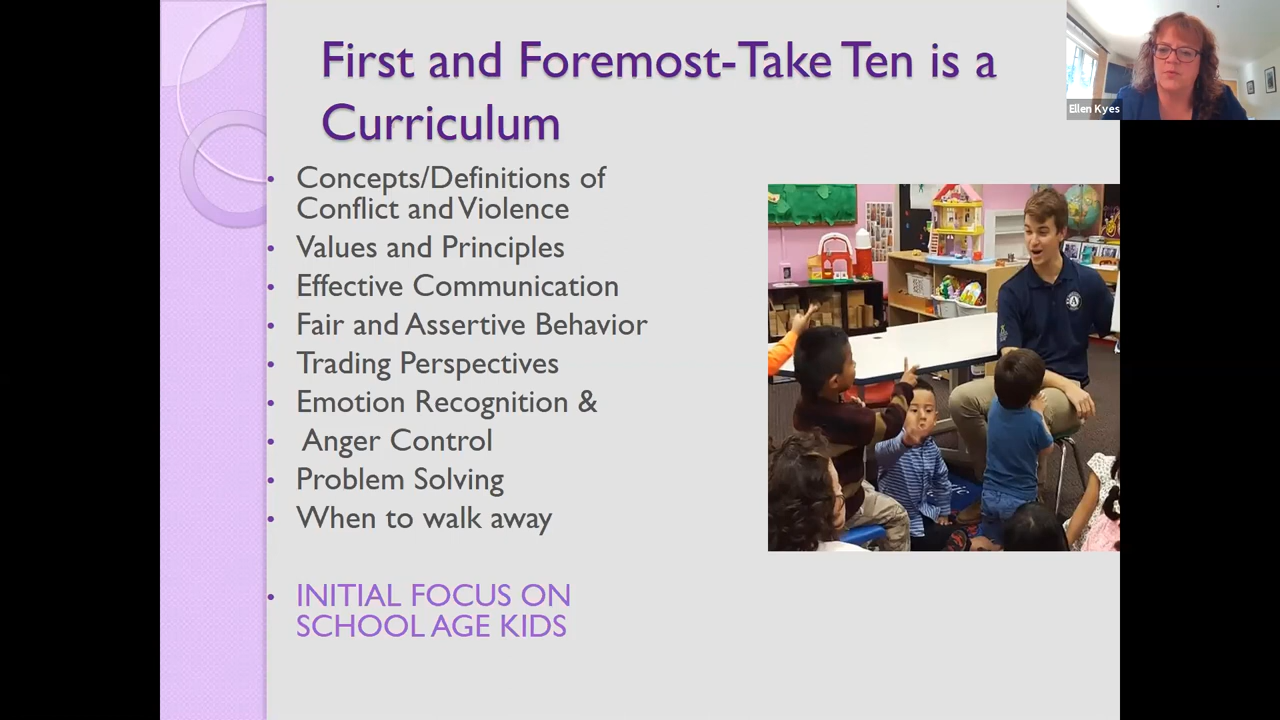 First and Foremost-Take Ten is a
Curriculum
Ellen Kyes
• Concepts/Definitions of
Conflict and Violence
• Values and Principles
• Effective Communication
• Fair and Assertive Behavior
• Trading Perspectives
• Emotion Recognition &
• Anger Control
• Problem Solving
• When to walk away
• INITIAL FOCUS ON
SCHOOL AGE KIDS